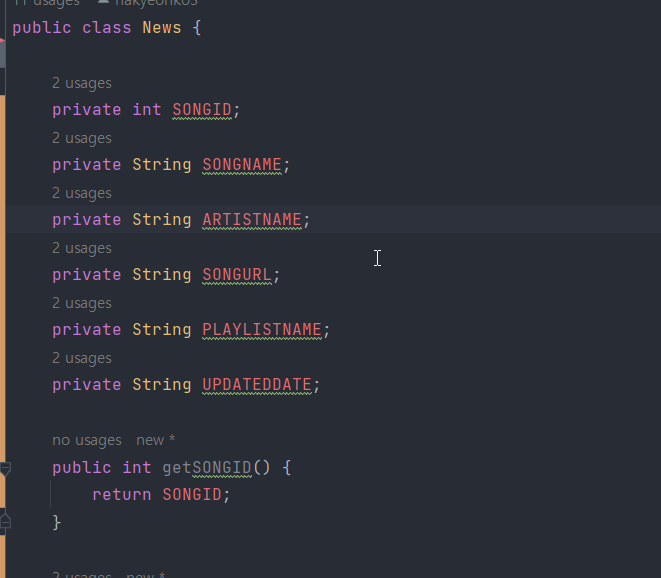 usages
public class News {
2 usages
private int SONGID;
2 usages
private String SONGNAME;
2 usages
private String ARTISTNAME;
2 usages
private String SONGURL;
2 usages
private String PLAYLISTNAME;
2 usages
private String UPDATEDDATE;
no usages new *
public int getSONGID() {
return SONGID;
}
2 usages new *